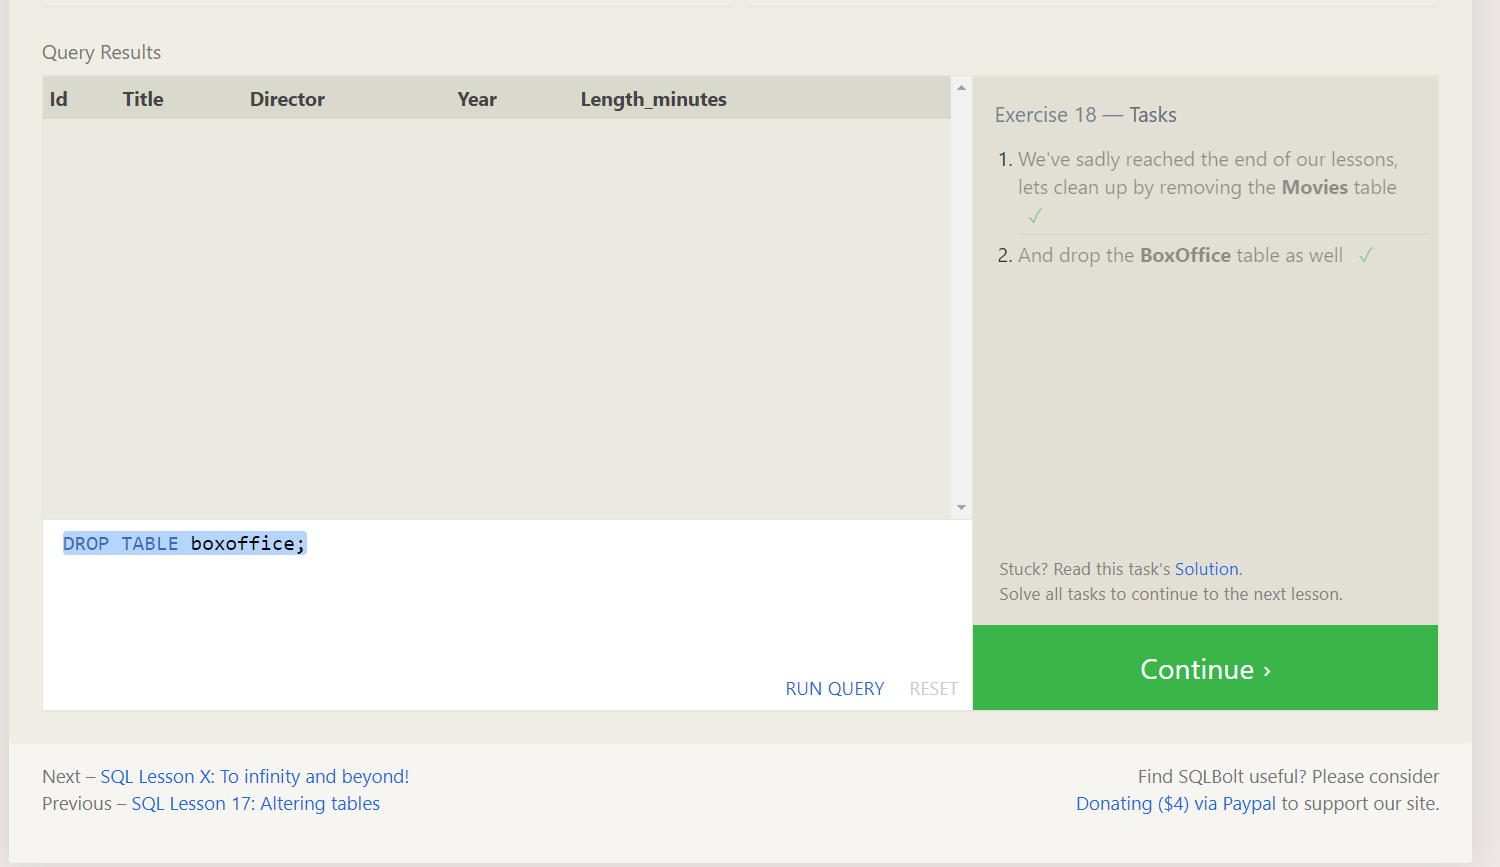 Query Results
Id Title Director Year Length_minutes
Exercise 18 — Tasks
1. We've sadly reached the end of our lessons,
lets clean up by removing the Movies table
✓
2. And drop the BoxOffice table as well ✓
DROP TABLE boxoffice;
Stuck? Read this task's Solution.
Solve all tasks to continue to the next lesson.
RUN QUERY RESET
Continue ›
Next – SQL Lesson X: To infinity and beyond!
Previous – SQL Lesson 17: Altering tables
Find SQLBolt useful? Please consider
Donating ($4) via Paypal to support our site.